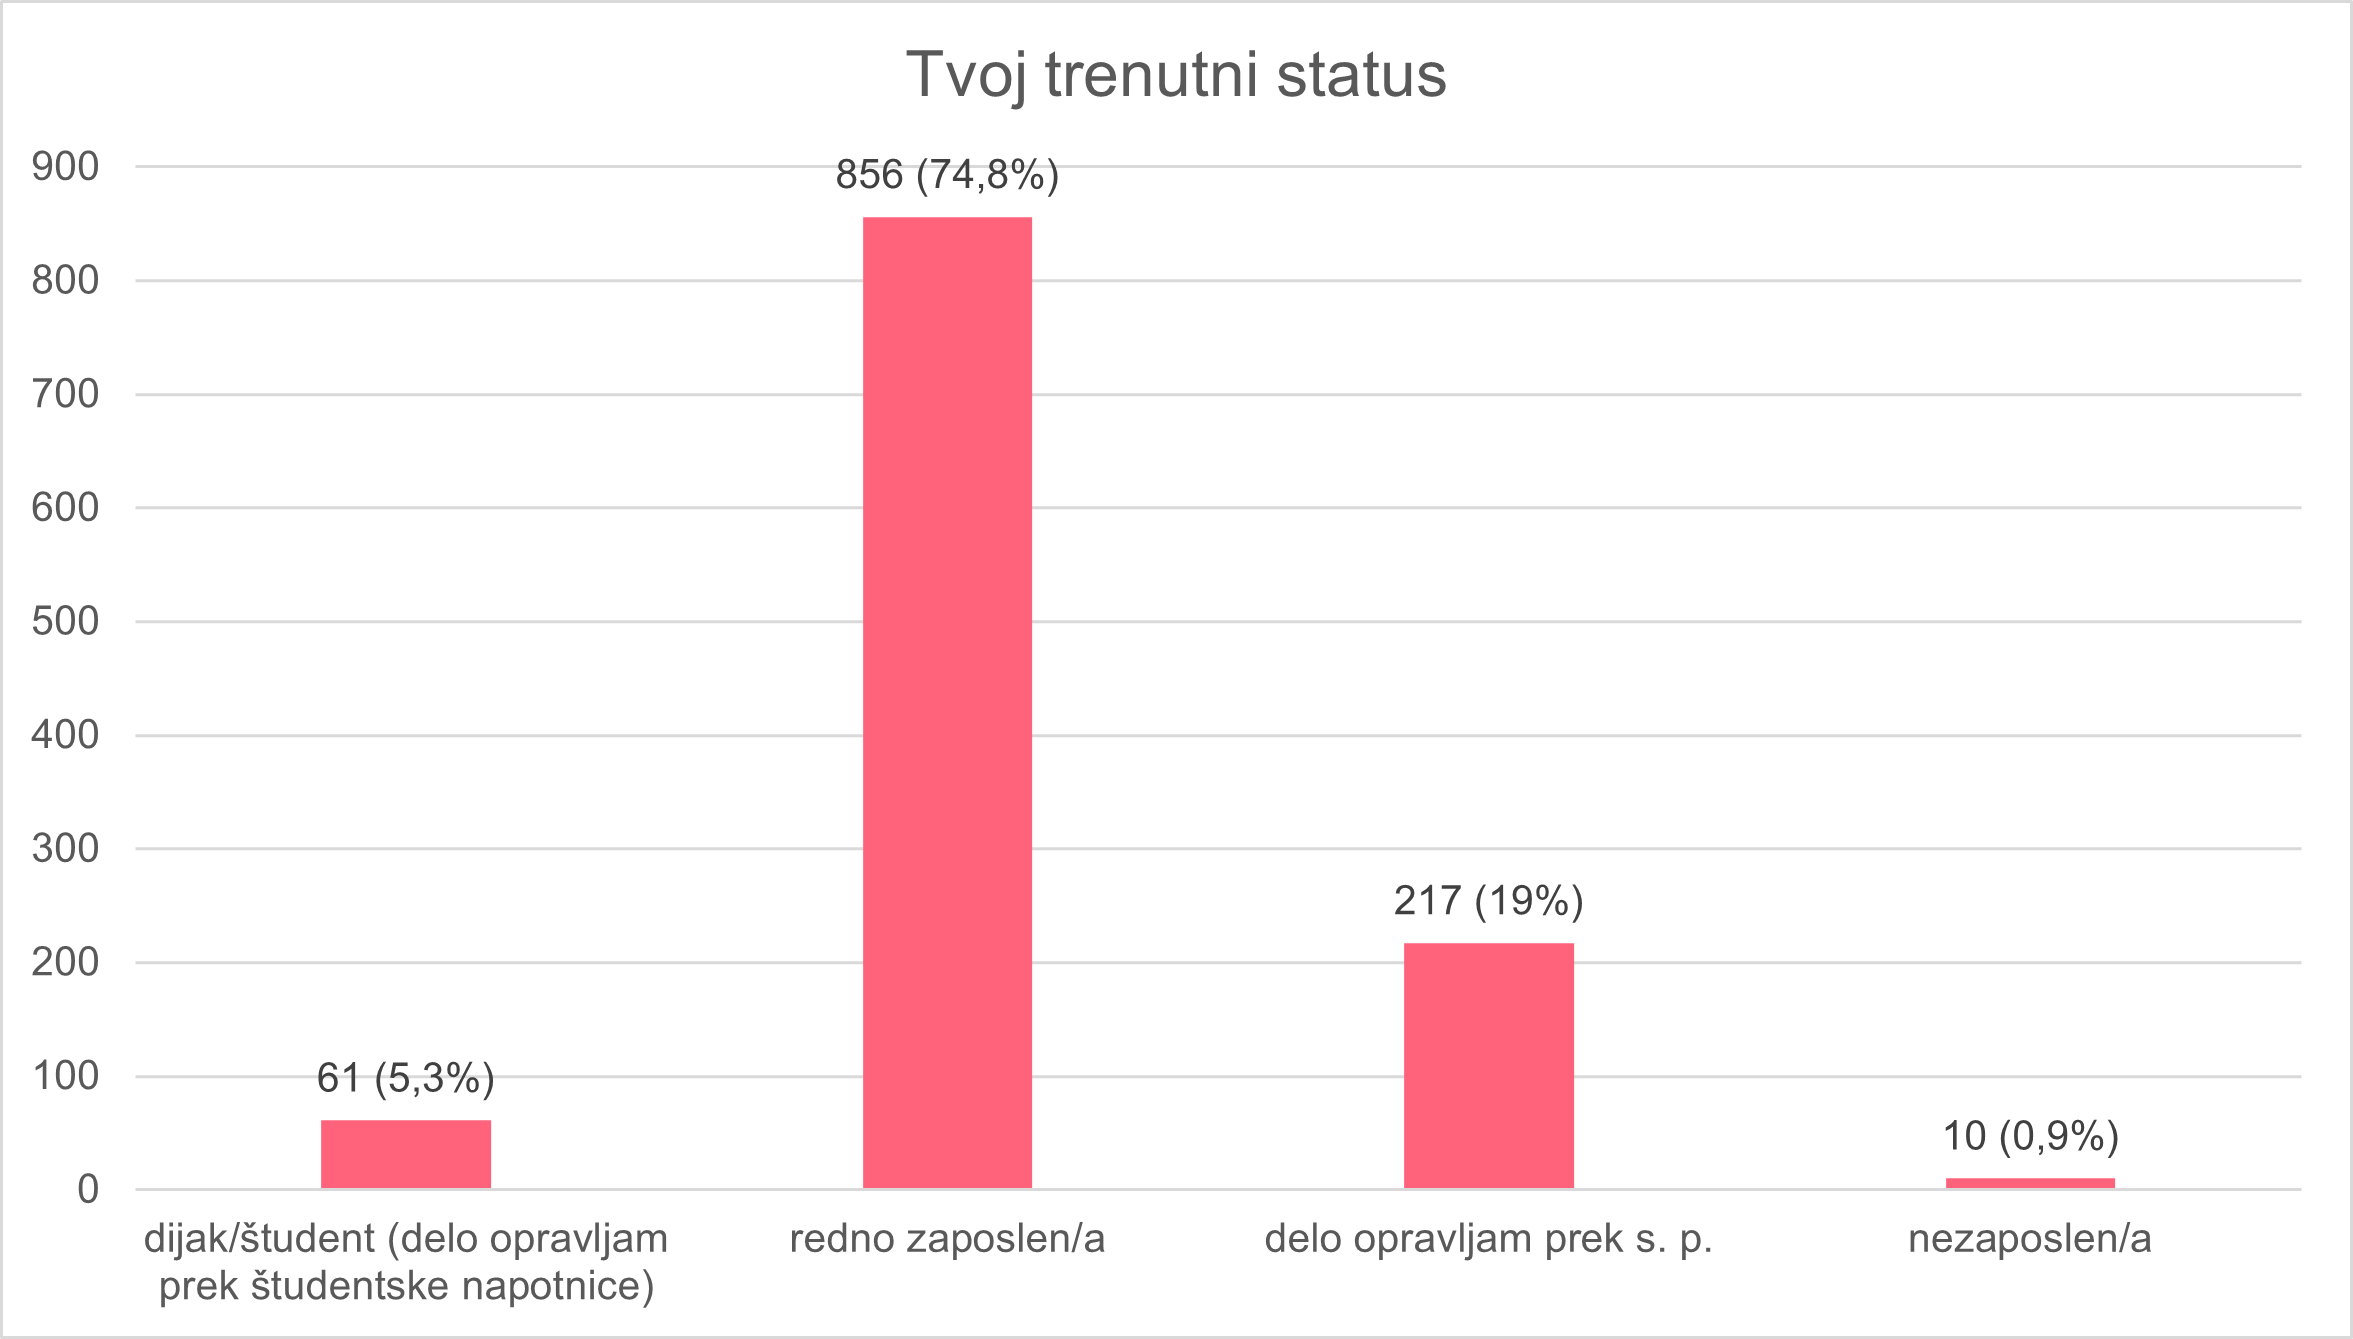 Tvoj trenutni status
900
800
700
600
500
400
300
200
100
0
61 (5,3%)
856 (74,8%)
217 (19%)
10 (0,9%)
dijak/študent (delo opravljam
prek študentske napotnice)
redno zaposlen/a
delo opravljam prek s. p.
nezaposlen/a